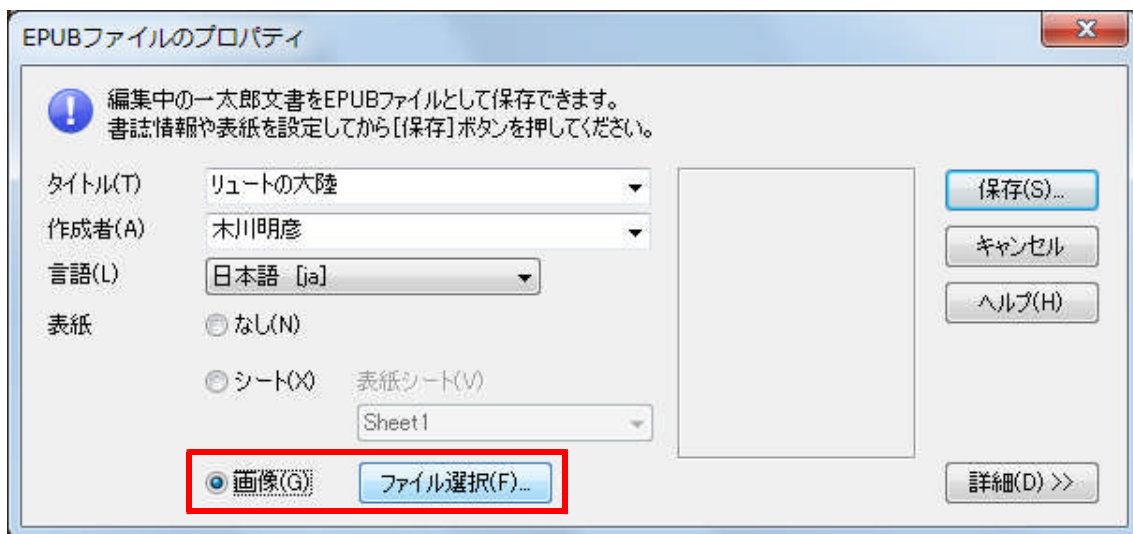 EPUBファイルのプロパティ
編集中の一太郎文書をEPUBファイルとして保存できます。
書誌情報や表紙を設定してから[保存]ボタンを押してください。
タイトル(T) リュートの大陸 保存(S)...
作成者(A) 木川明彦 キャンセル
言語(L) 日本語 [ja] ヘルプ(H)
表紙 なし(N)
シート(X) 表紙シート(V)
Sheet1
画像(G) ファイル選択(F)... 詳細(D) >>